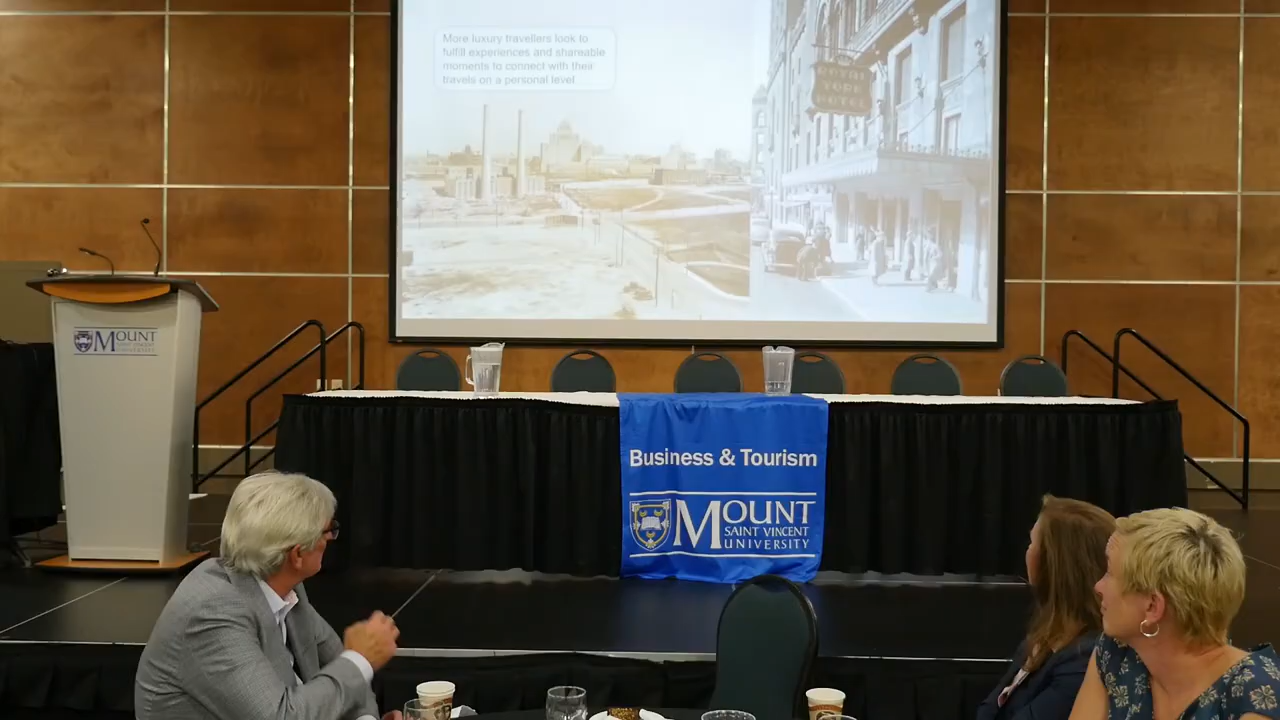 More luxury travellers look to
fulfill experiences and shareable
moments to connect with their
travels on a personal level
ROYAL
YORK
HOTEL
MOUNT
SAINT VINCENT
UNIVERSITY
Business & Tourism
MOUNT
SAINT VINCENT
UNIVERSITY